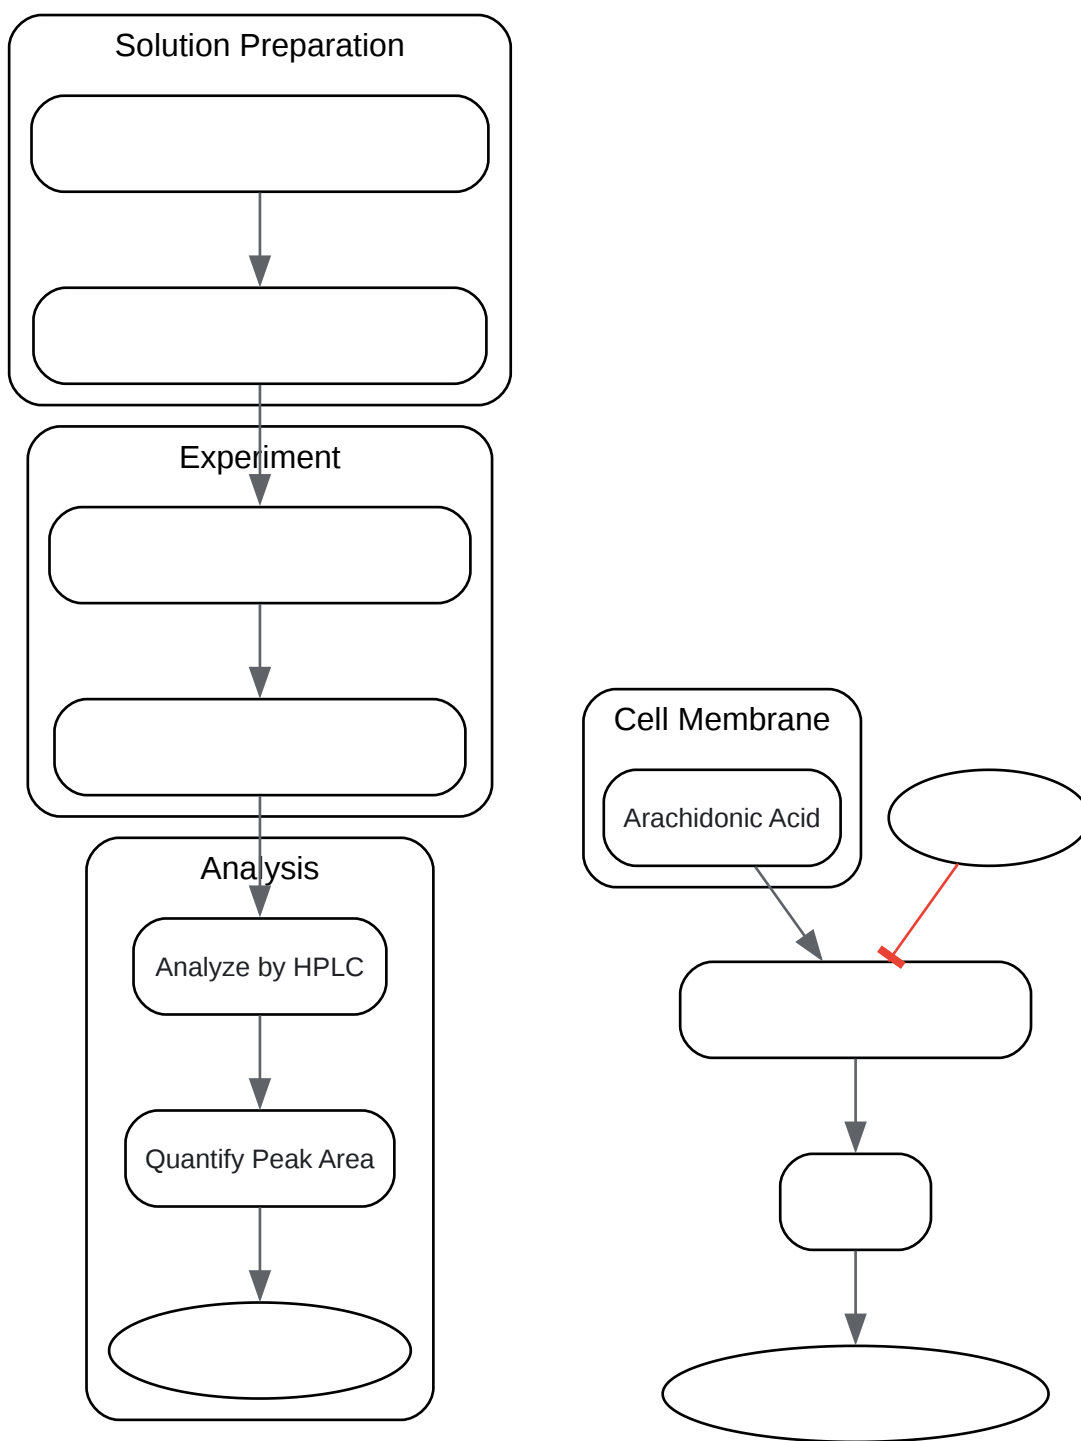 Solution Preparation
Experiment
Analysis
Analyze by HPLC
Quantify Peak Area
Cell Membrane
Arachidonic Acid